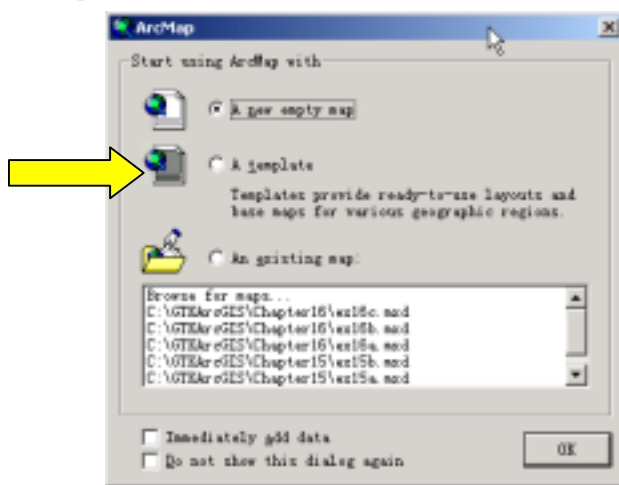 ArcMap
Start using ArcMap with
A new empty map
A template
Templates provide ready-to-use layouts and
base maps for various geographic regions.
An existing map:
Browse for maps...
C:\GTKArcGIS\Chapter16\ex16c.mxd
C:\GTKArcGIS\Chapter16\ex16b.mxd
C:\GTKArcGIS\Chapter16\ex16a.mxd
C:\GTKArcGIS\Chapter15\ex15b.mxd
C:\GTKArcGIS\Chapter15\ex15a.mxd
Immediately add data
Do not show this dialog again
OK